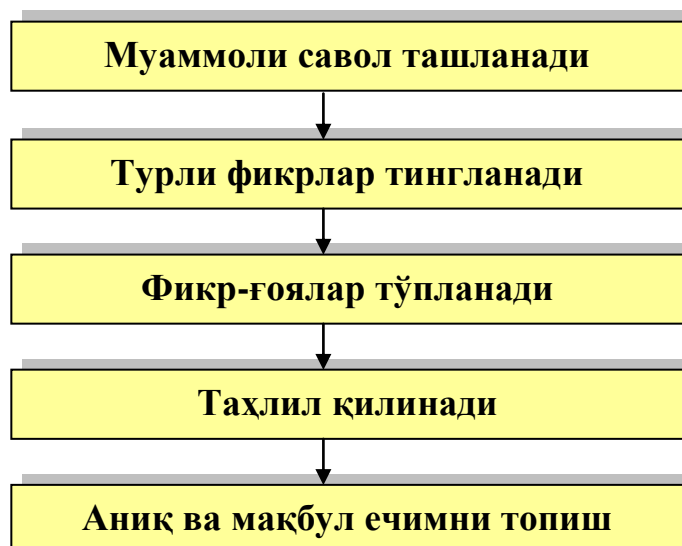 Муаммоли савол ташланади
Турли фикрлар тингланади
Фикр-ғоялар тўпланади
Таҳлил қилинади
Аниқ ва мақбул ечимни топиш